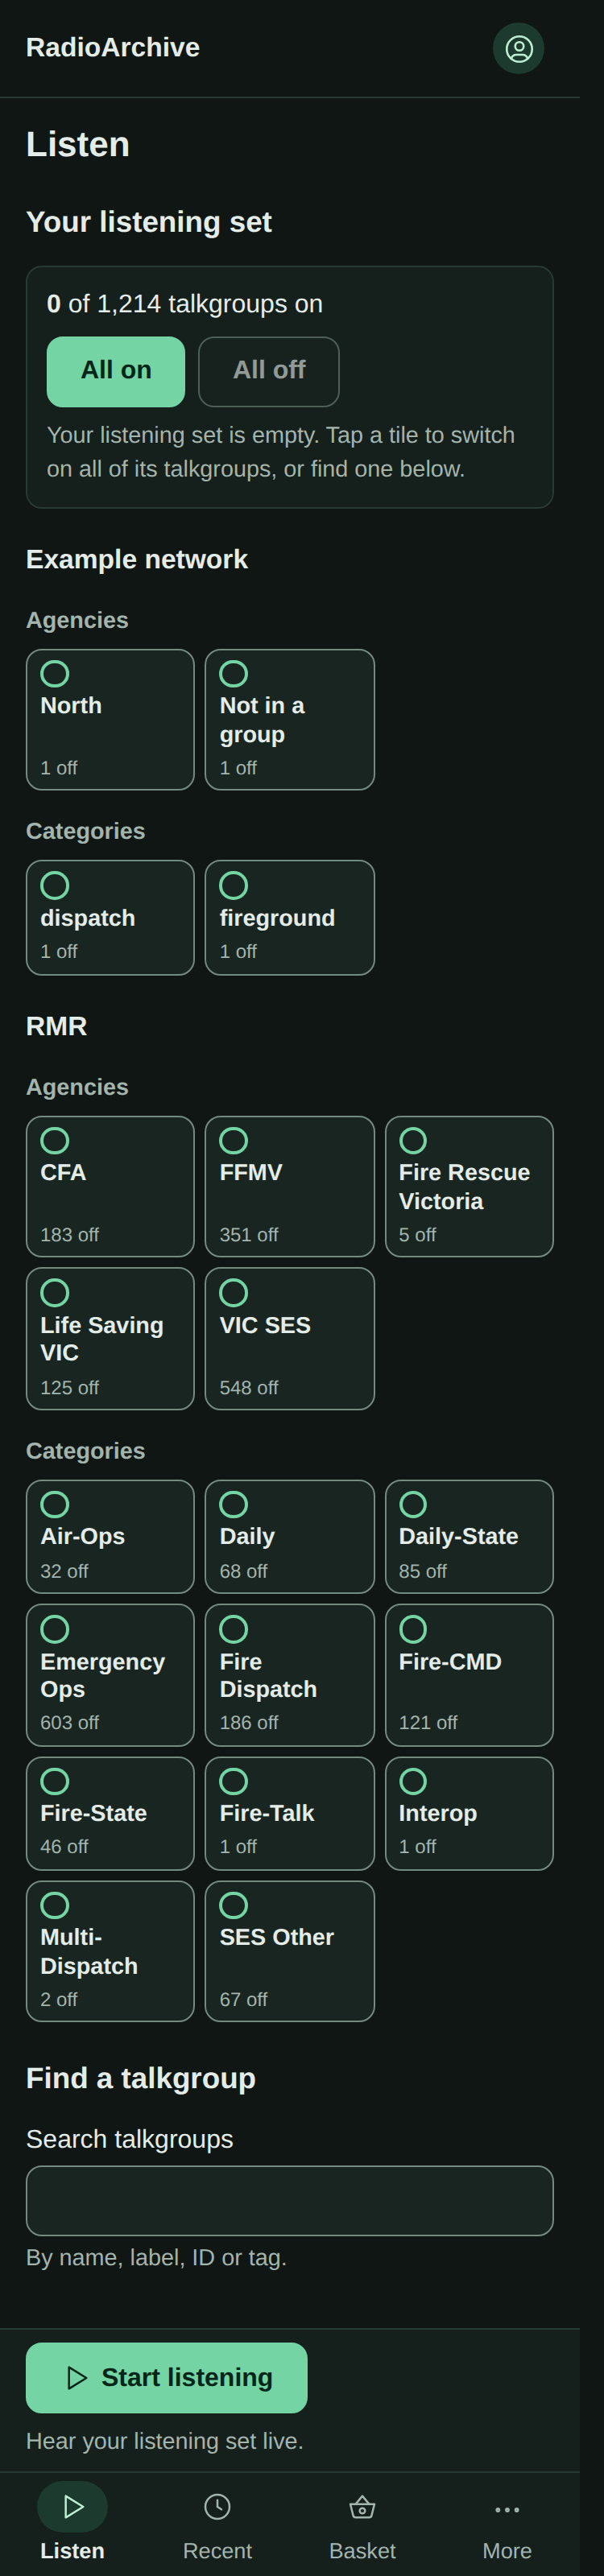 RadioArchive
Listen
Your listening set
0 of 1,214 talkgroups on
All on
All off
Your listening set is empty. Tap a tile to switch
on all of its talkgroups, or find one below.
Example network
Agencies
North
1 off
Not in a
group
1 off
Categories
dispatch
1 off
fireground
1 off
RMR
Agencies
CFA
183 off
FFMV
351 off
Fire Rescue
Victoria
5 off
Life Saving
VIC
125 off
VIC SES
548 off
Categories
Air-Ops
32 off
Daily
68 off
Daily-State
85 off
Emergency
Ops
603 off
Fire
Dispatch
186 off
Fire-CMD
121 off
Fire-State
46 off
Fire-Talk
1 off
Interop
1 off
Multi-
Dispatch
2 off
SES Other
67 off
Find a talkgroup
Search talkgroups
By name, label, ID or tag.
Start listening
Hear your listening set live.
Listen
Recent
Basket
More